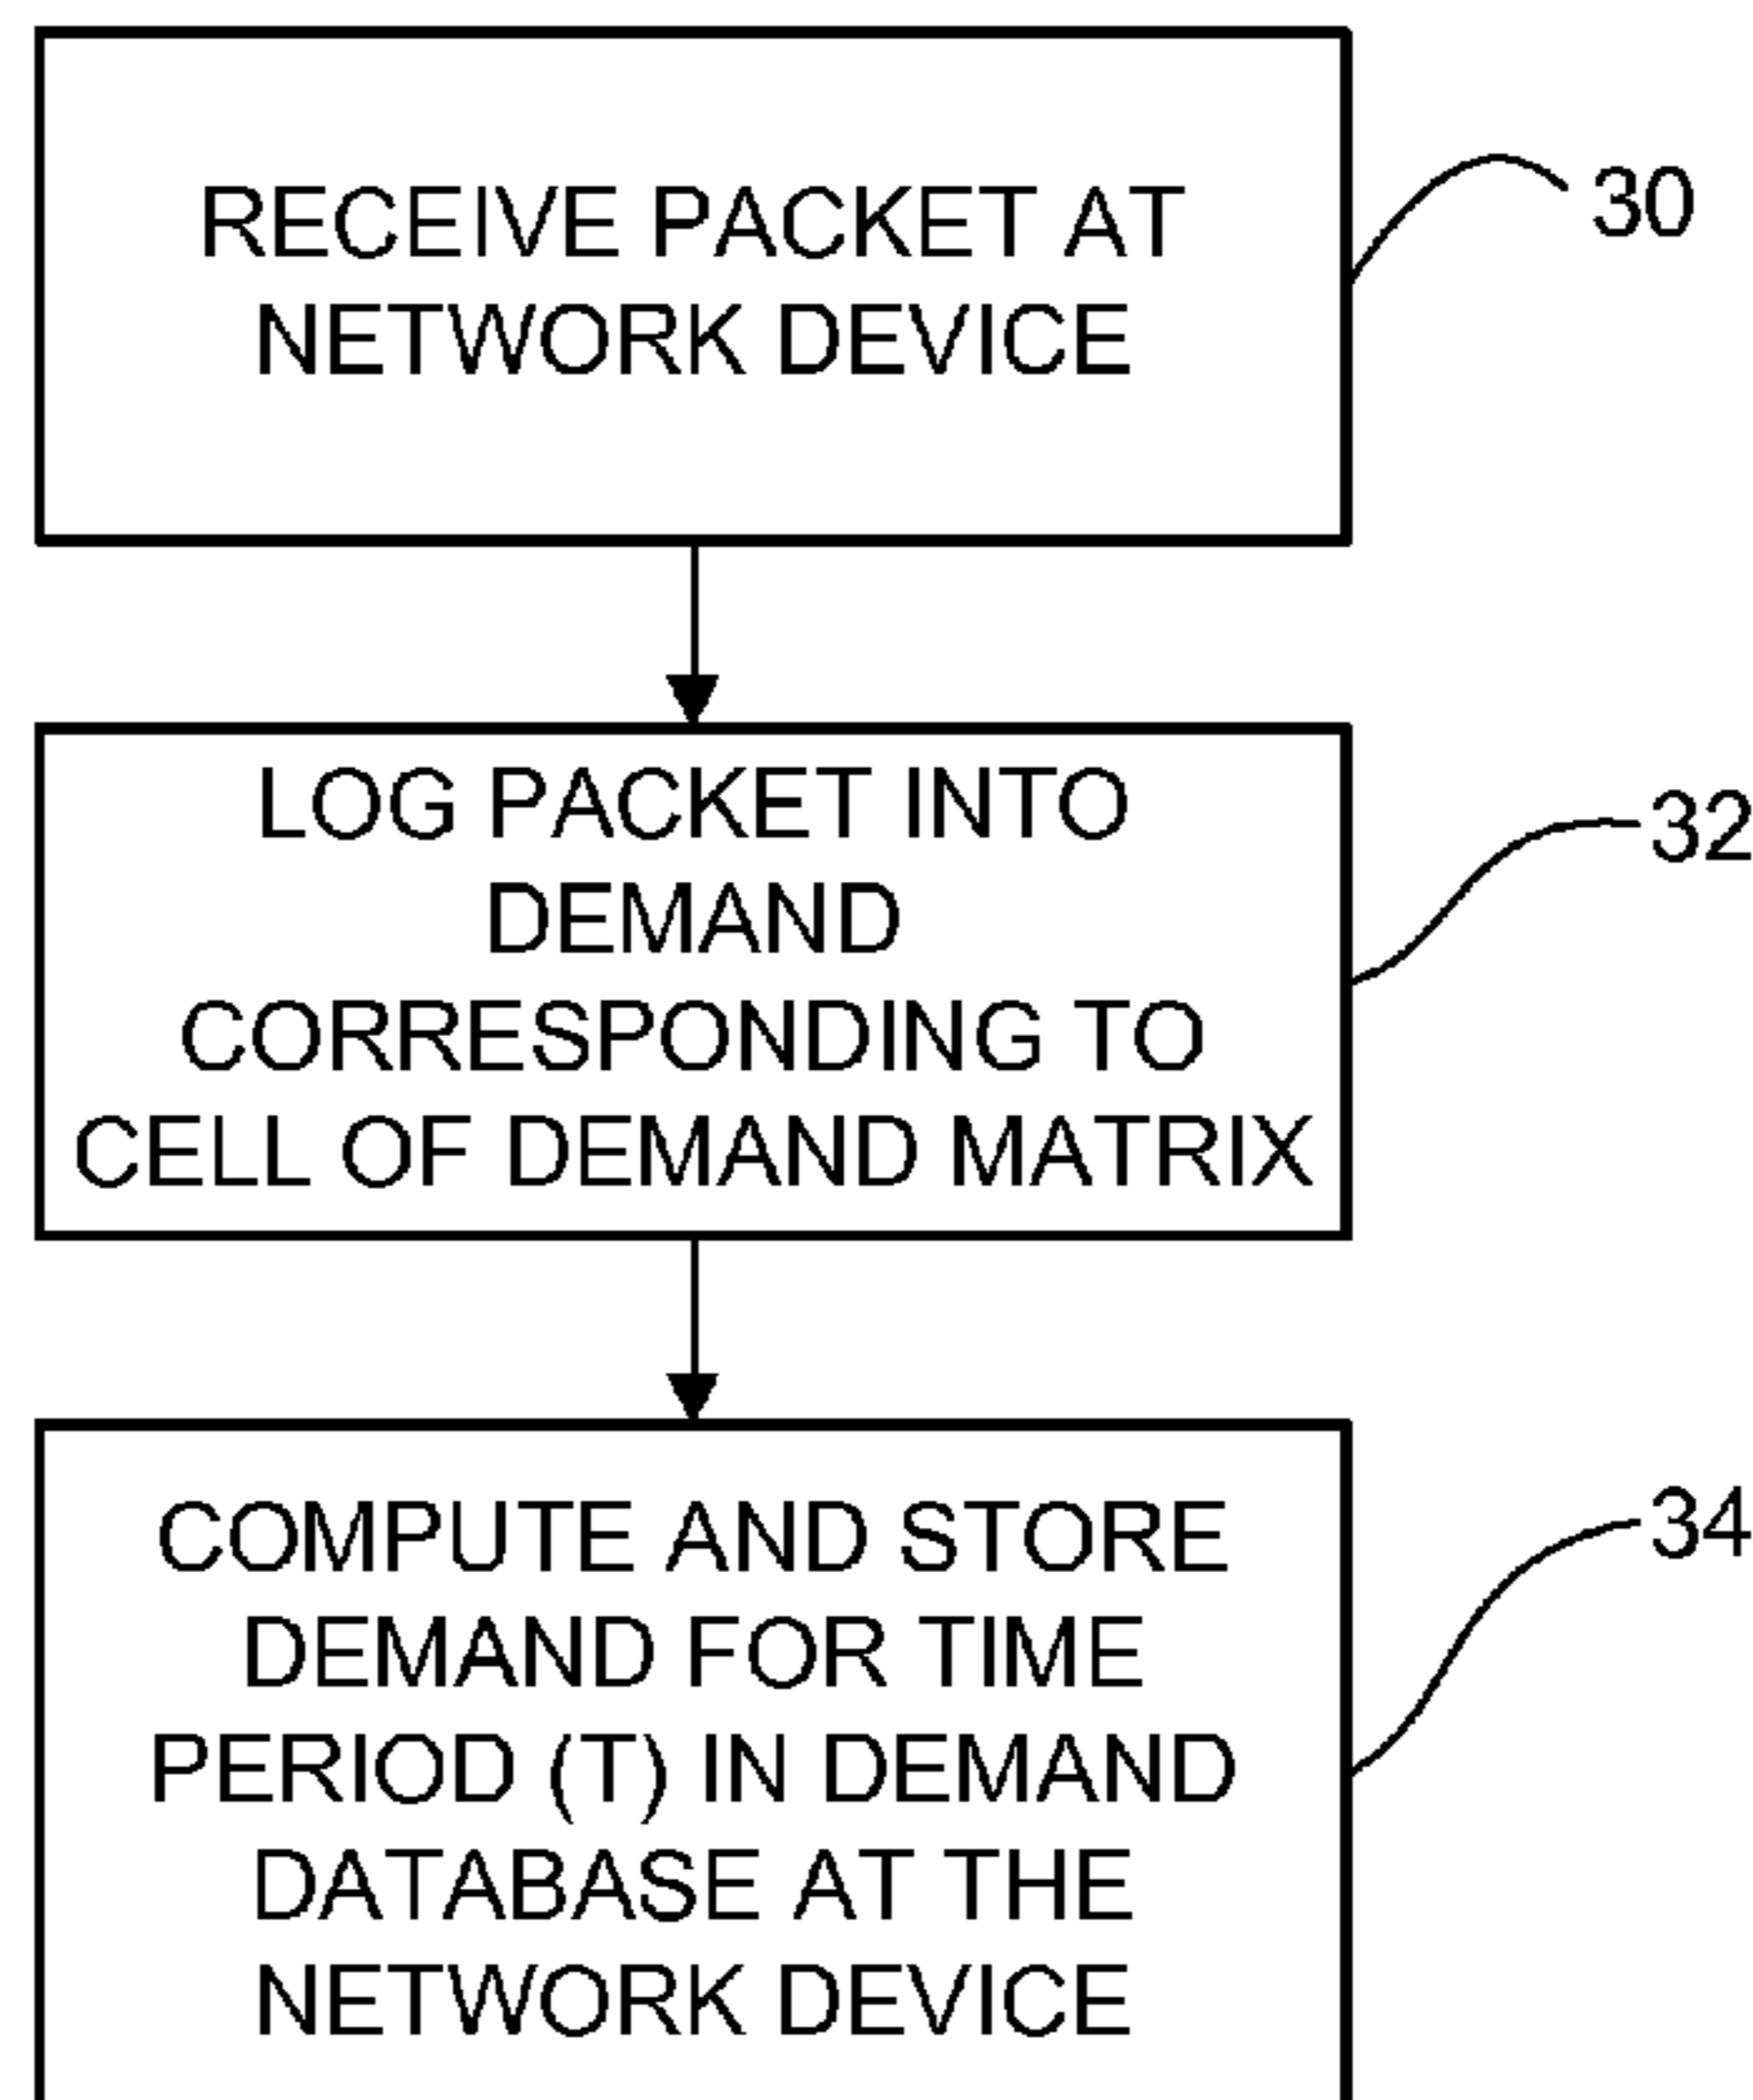 RECEIVE PACKET AT
NETWORK DEVICE
30
LOG PACKET INTO
DEMAND
CORRESPONDING TO
CELL OF DEMAND MATRIX
32
COMPUTE AND STORE
DEMAND FOR TIME
PERIOD (T) IN DEMAND
DATABASE AT THE
NETWORK DEVICE
34